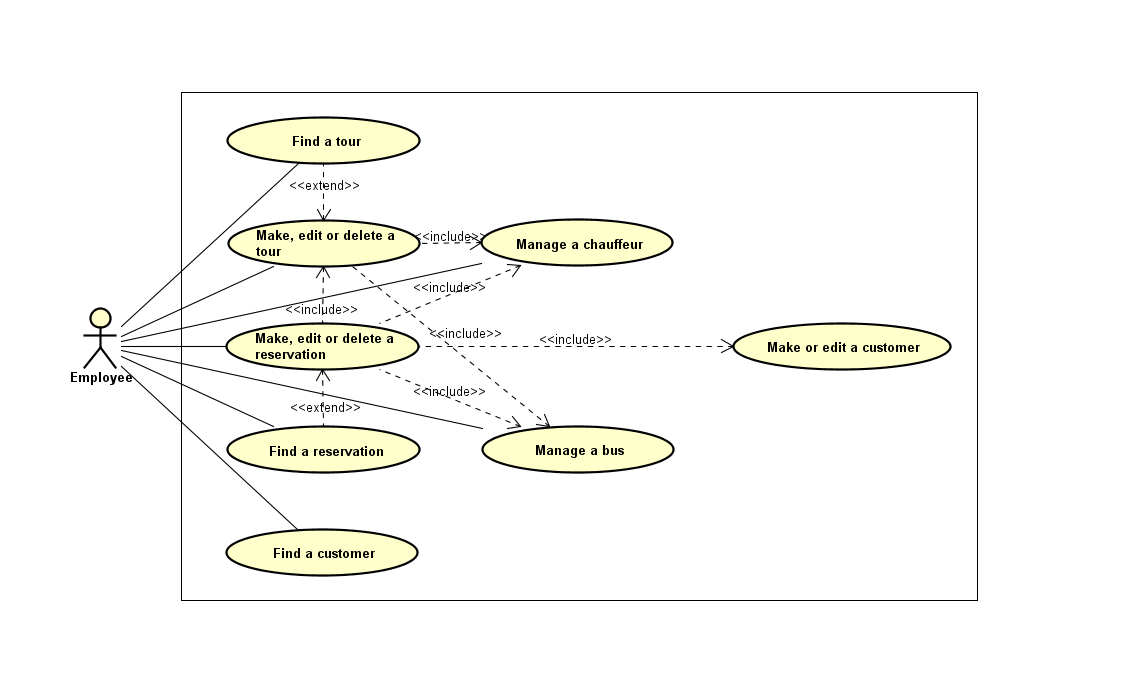 Find a tour
<<extend>>
Make, edit or delete a
tour
<<include>>
Manage a chauffeur
<<include>>
<<include>>
Make, edit or delete a
reservation
<<include>>
<<include>>
Make or edit a customer
Employee
<<include>>
<<extend>>
Find a reservation
Manage a bus
Find a customer